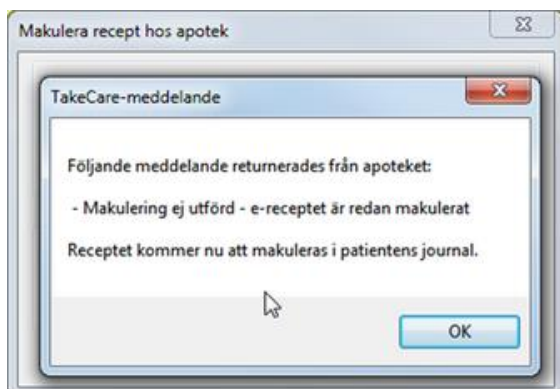 Makulera recept hos apotek
TakeCare-meddelande
Följande meddelande returnerades från apoteket:
- Makulering ej utförd - e-receptet är redan makulerat
Receptet kommer nu att makuleras i patientens journal.
OK